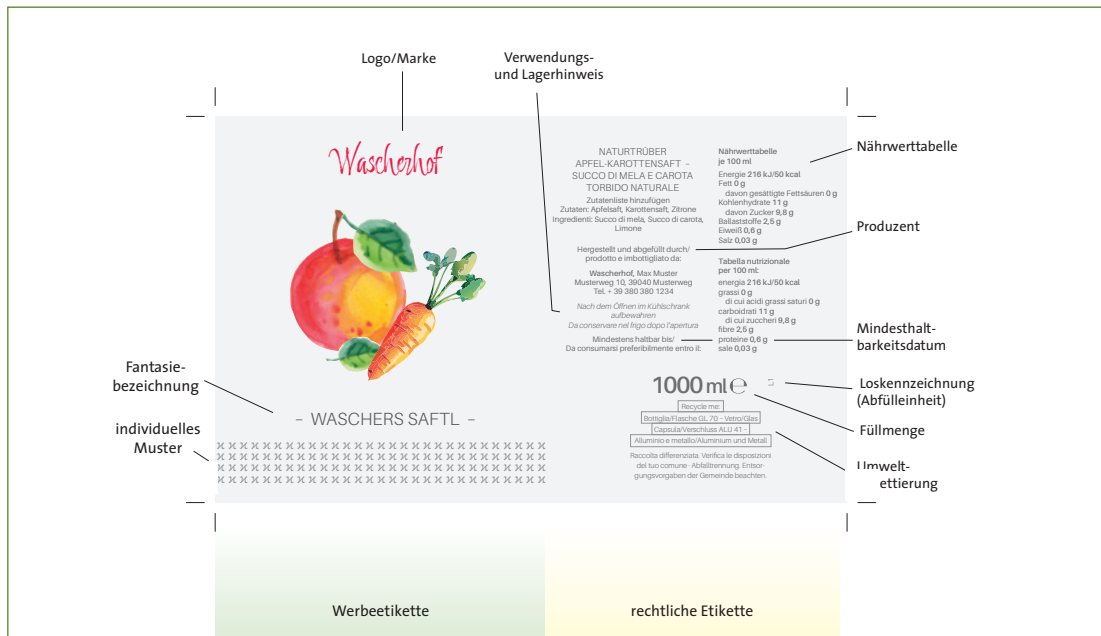 Logo/Marke
Verwendungs-
und Lagerhinweis
Wascherhof
NATURTRÜBER
APFEL-KAROTTENSAFT –
SUCCO DI MELA E CAROTA
TORBIDO NATURALE
Zutatenliste hinzufügen
Zutaten: Apfelsaft, Karottensaft, Zitrone
Ingredienti: Succo di mela, Succo di carota,
Limone
Hergestellt und abgefüllt durch/
prodotto e imbottigliato da:
Wascherhof, Max Muster
Musterweg 10, 39040 Musterweg
Tel. + 39 380 380 1234
Nach dem Öffnen im Kühlschrank
aufbewahren
Da conservare nel frigo dopo l'apertura
Mindestens haltbar bis/
Da consumarsi preferibilmente entro il:
Nährwerttabelle
je 100 ml
Energie 216 kJ/50 kcal
Fett 0 g
davon gesättigte Fettsäuren 0 g
Kohlenhydrate 11 g
davon Zucker 9,8 g
Ballaststoffe 2,5 g
Eiweiß 0,6 g
Salz 0,03 g
Tabella nutrizionale
per 100 ml:
energia 216 kJ/50 kcal
grassi 0 g
di cui acidi grassi saturi 0 g
carboidrati 11 g
di cui zuccheri 9,8 g
fibre 2,5 g
proteine 0,6 g
sale 0,03 g
Nährwerttabelle
Produzent
Mindesthalt-
barkeitsdatum
Loskennzeichnung
(Abfülleinheit)
Füllmenge
Umwelt-
ettierung
1000 ml ℮
Recycle me:
Bottiglia/Flasche GL 70 - Vetro/Glas
Capsula/Verschluss ALU 41 -
Alluminio e metallo/Aluminium und Metall
Raccolta differenziata. Verifica le disposizioni
del tuo comune · Abfalltrennung. Entsor-
gungsvorgaben der Gemeinde beachten.
Fantasie-
bezeichnung
– WASCHERS SAFTL –
individuelles
Muster
Werbeetikette
rechtliche Etikette